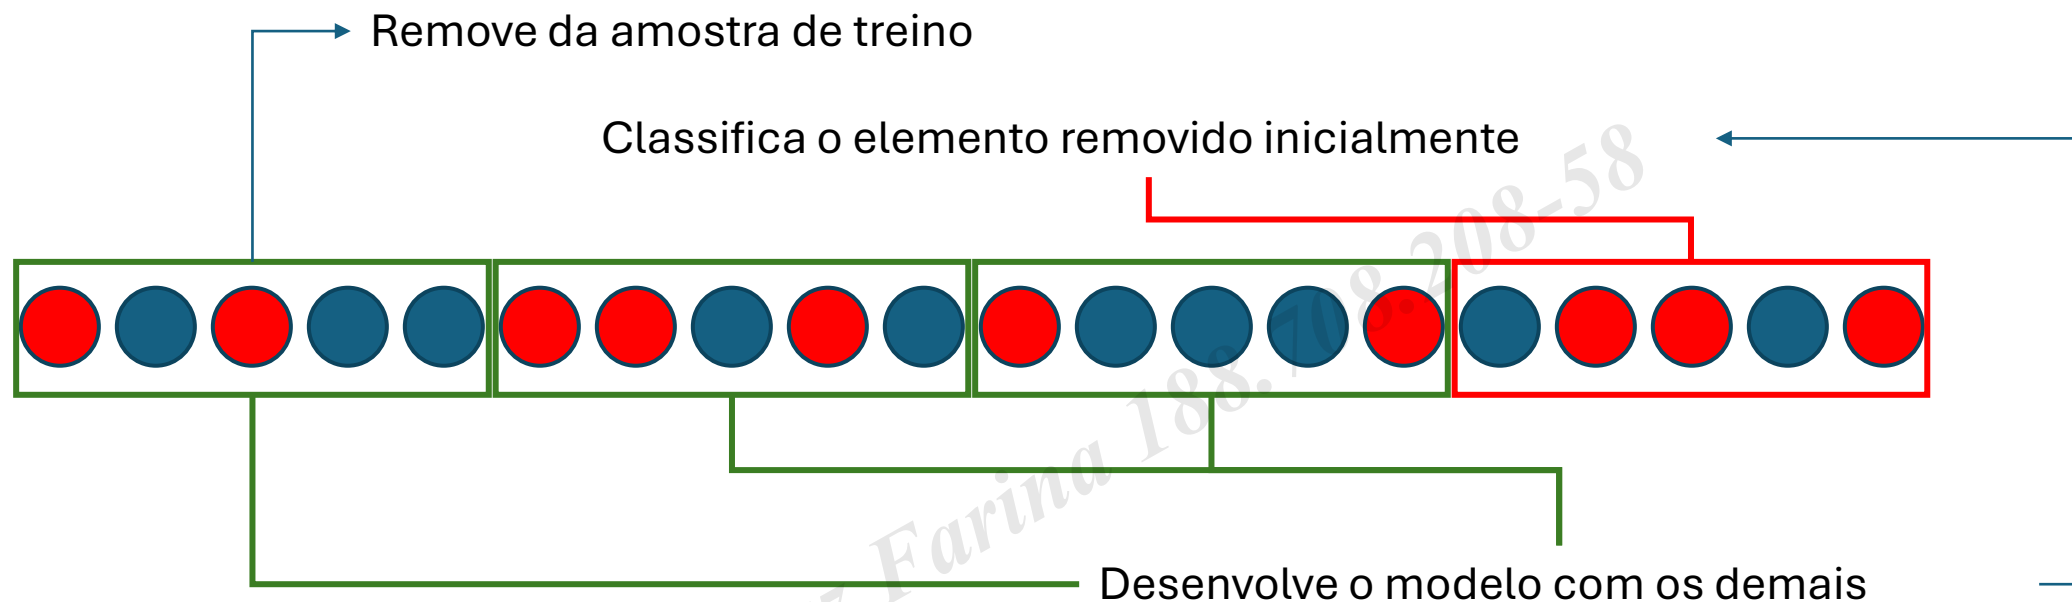 Remove da amostra de treino
Classifica o elemento removido inicialmente
Farina 188.708.208-58
Desenvolve o modelo com os demais